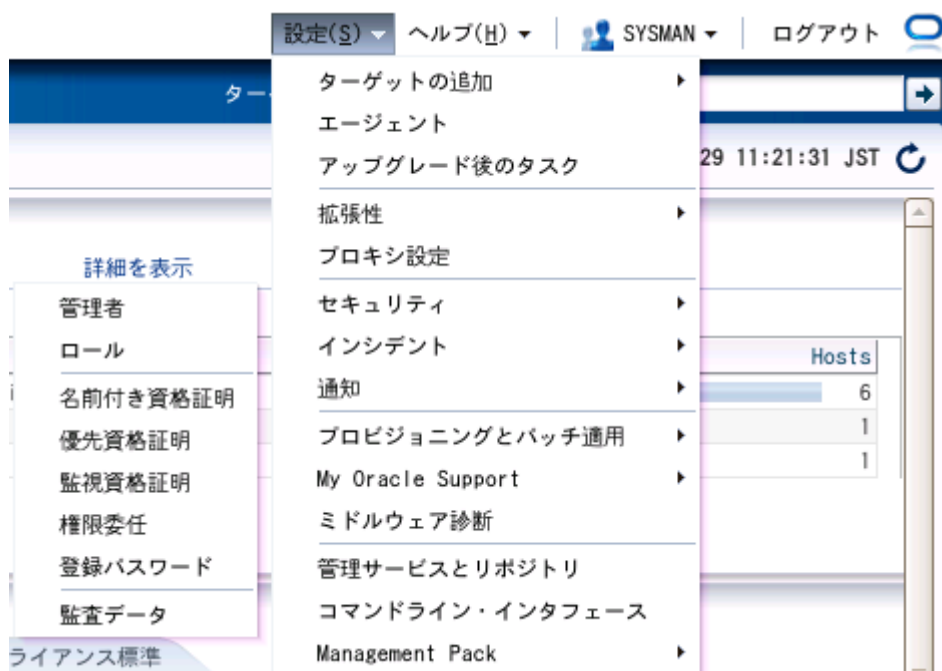 設定(S) ヘルプ(H) SYSMAN ログアウト
ター
29 11:21:31 JST
ターゲットの追加
エージェント
アップグレード後のタスク
拡張性
プロキシ設定
セキュリティ
インシデント
通知
プロビジョニングとパッチ適用
My Oracle Support
ミドルウェア診断
管理サービスとリポジトリ
コマンドライン・インタフェース
Management Pack
詳細を表示
管理者
ロール
名前付き資格証明
優先資格証明
監視資格証明
権限委任
登録パスワード
監査データ
Hosts
6
1
1
ライアンス標準